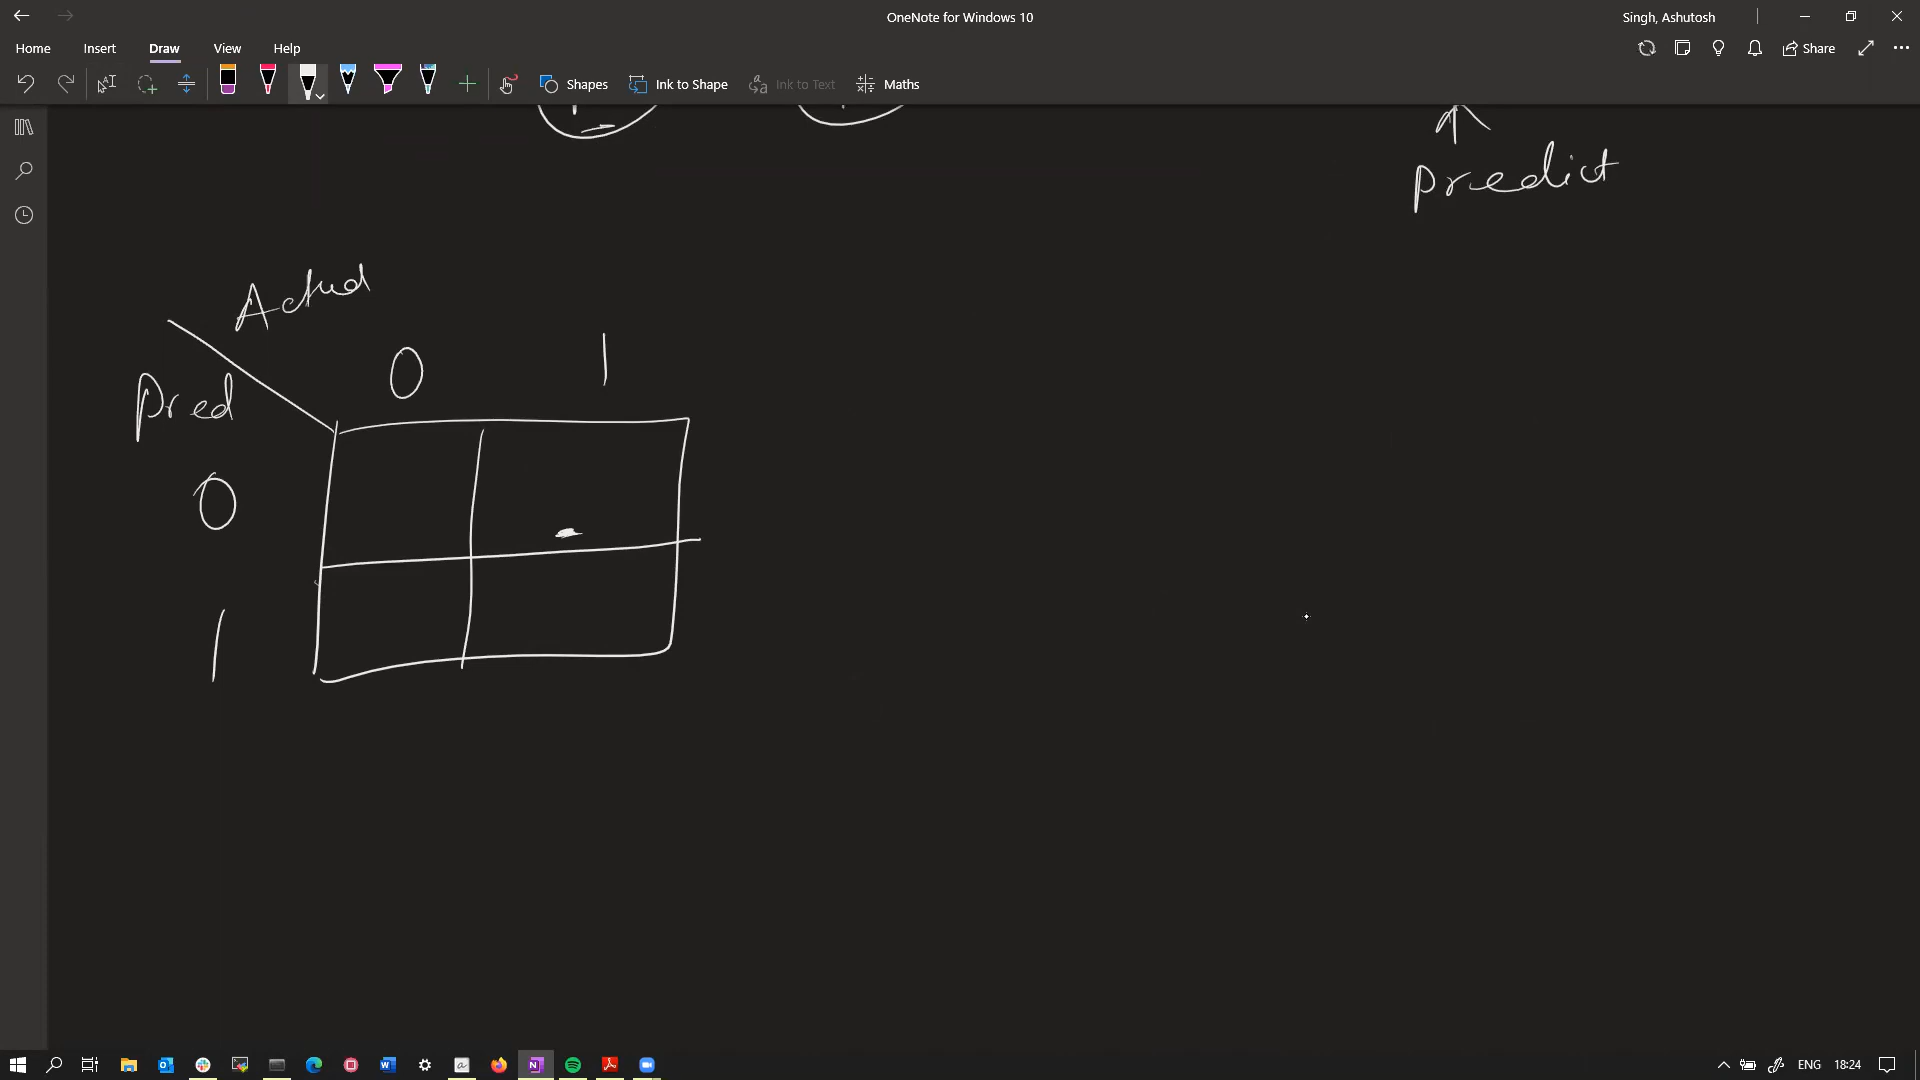 OneNote for Windows 10
Singh, Ashutosh
Home Insert Draw View Help
Share
Shapes Ink to Shape Ink to Text Maths
Predict
Actual
Pred
0 1
0
1
ENG 18:24